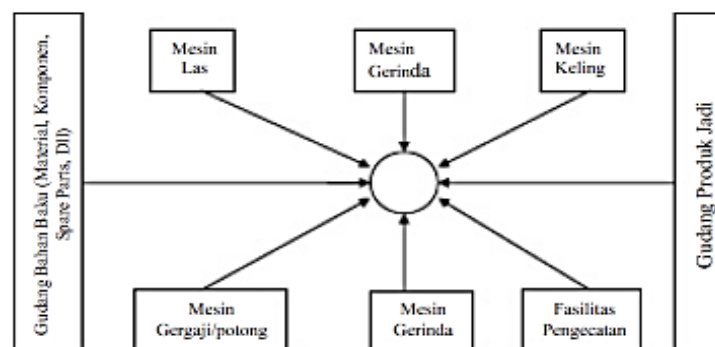 Gudang Bahan Baku (Material, Komponen,
Spare Parts, Dll)
Mesin
Las
Mesin
Gerinda
Mesin
Keling
Mesin
Gergaji/potong
Mesin
Gerinda
Fasilitas
Pengecatan
Gudang Produk Jadi